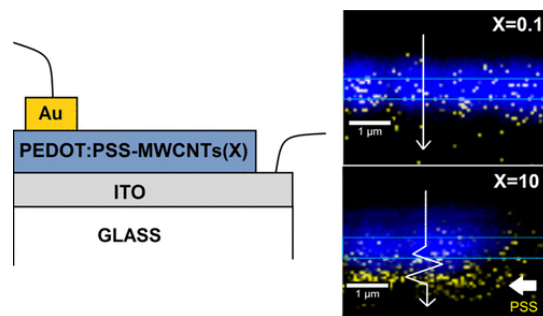 Au
PEDOT:PSS-MWCNTs(X)
ITO
GLASS
X=0.1
1 µm
X=10
1 µm
PSS